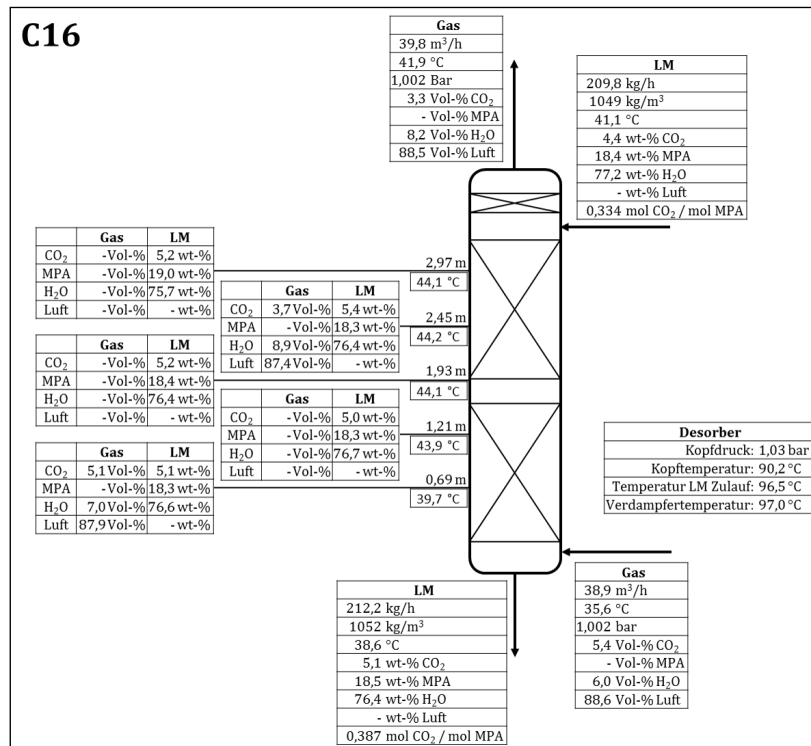 C16
Gas
39,8 m³/h
41,9 °C
1,002 Bar
3,3 Vol-% CO₂
- Vol-% MPA
8,2 Vol-% H₂O
88,5 Vol-% Luft
LM
209,8 kg/h
1049 kg/m³
41,1 °C
4,4 wt-% CO₂
18,4 wt-% MPA
77,2 wt-% H₂O
- wt-% Luft
0,334 mol CO₂ / mol MPA
Gas LM
CO₂ -Vol-% 5,2 wt-%
MPA -Vol-% 19,0 wt-%
H₂O -Vol-% 75,7 wt-%
Luft -Vol-% - wt-%
2,97 m
44,1 °C
Gas LM
CO₂ 3,7 Vol-% 5,4 wt-%
MPA -Vol-% 18,3 wt-%
H₂O 8,9 Vol-% 76,4 wt-%
Luft 87,4 Vol-% - wt-%
2,45 m
44,2 °C
Gas LM
CO₂ -Vol-% 5,2 wt-%
MPA -Vol-% 18,4 wt-%
H₂O -Vol-% 76,4 wt-%
Luft -Vol-% - wt-%
1,93 m
44,1 °C
Gas LM
CO₂ -Vol-% 5,0 wt-%
MPA -Vol-% 18,3 wt-%
H₂O -Vol-% 76,7 wt-%
Luft -Vol-% - wt-%
1,21 m
43,9 °C
Gas LM
CO₂ 5,1 Vol-% 5,1 wt-%
MPA -Vol-% 18,3 wt-%
H₂O 7,0 Vol-% 76,6 wt-%
Luft 87,9 Vol-% - wt-%
0,69 m
39,7 °C
Desorber
Kopfdruck: 1,03 bar
Kopftemperatur: 90,2 °C
Temperatur LM Zulauf: 96,5 °C
Verdampfertemperatur: 97,0 °C
LM
212,2 kg/h
1052 kg/m³
38,6 °C
5,1 wt-% CO₂
18,5 wt-% MPA
76,4 wt-% H₂O
- wt-% Luft
0,387 mol CO₂ / mol MPA
Gas
38,9 m³/h
35,6 °C
1,002 bar
5,4 Vol-% CO₂
- Vol-% MPA
6,0 Vol-% H₂O
88,6 Vol-% Luft